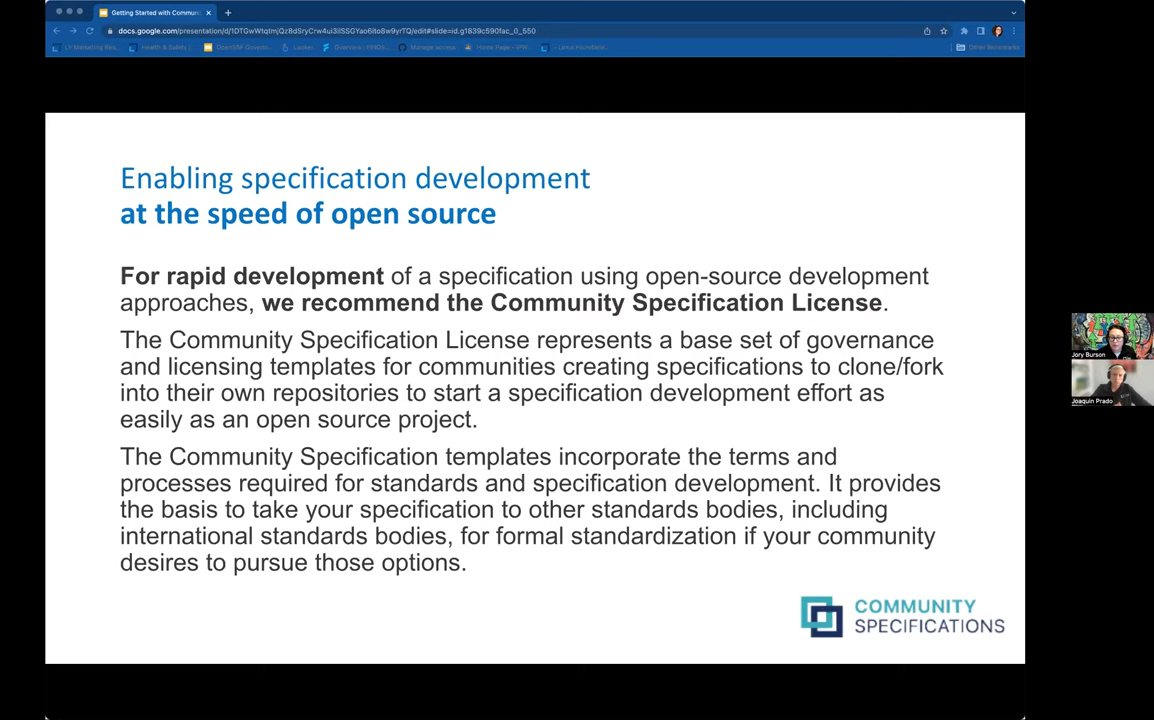 Getting Started with Commun
docs.google.com/presentation/d/
Health & Safety
Manage access
Other Bookmarks
Enabling specification development
at the speed of open source
For rapid development of a specification using open-source development
approaches, we recommend the Community Specification License.
The Community Specification License represents a base set of governance
and licensing templates for communities creating specifications to clone/fork
into their own repositories to start a specification development effort as
easily as an open source project.
The Community Specification templates incorporate the terms and
processes required for standards and specification development. It provides
the basis to take your specification to other standards bodies, including
international standards bodies, for formal standardization if your community
desires to pursue those options.
COMMUNITY
SPECIFICATIONS
Jory Burson
Joaquin Prado